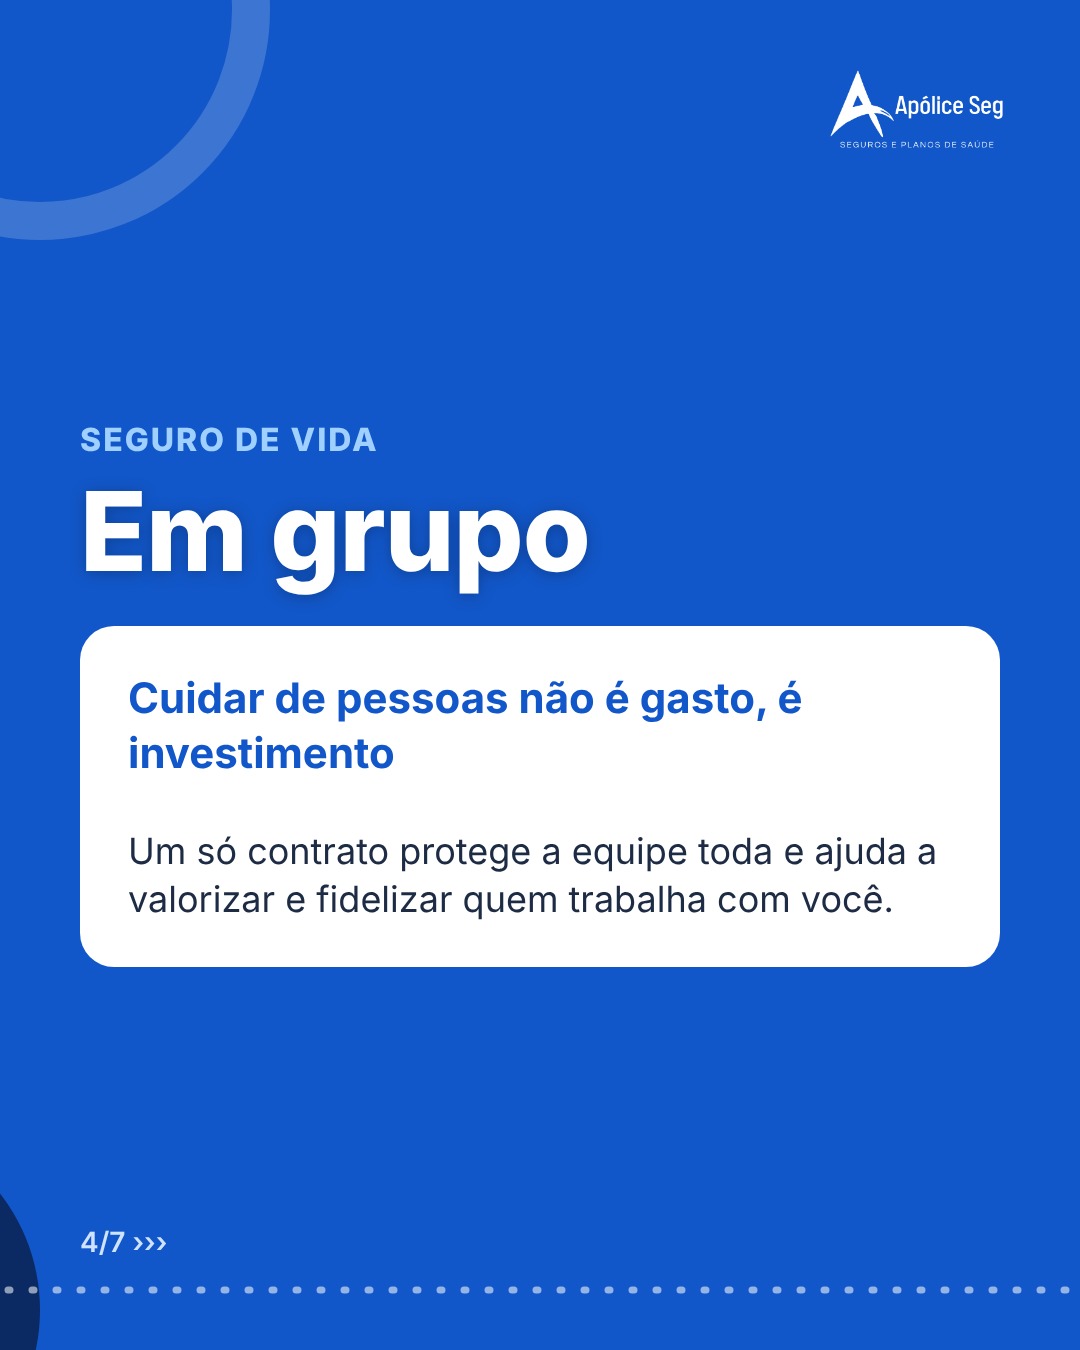 Apólice Seg
SEGUROS E PLANOS DE SAÚDE
SEGURO DE VIDA
Em grupo
Cuidar de pessoas não é gasto, é
investimento
Um só contrato protege a equipe toda e ajuda a
valorizar e fidelizar quem trabalha com você.
4/7 ›››